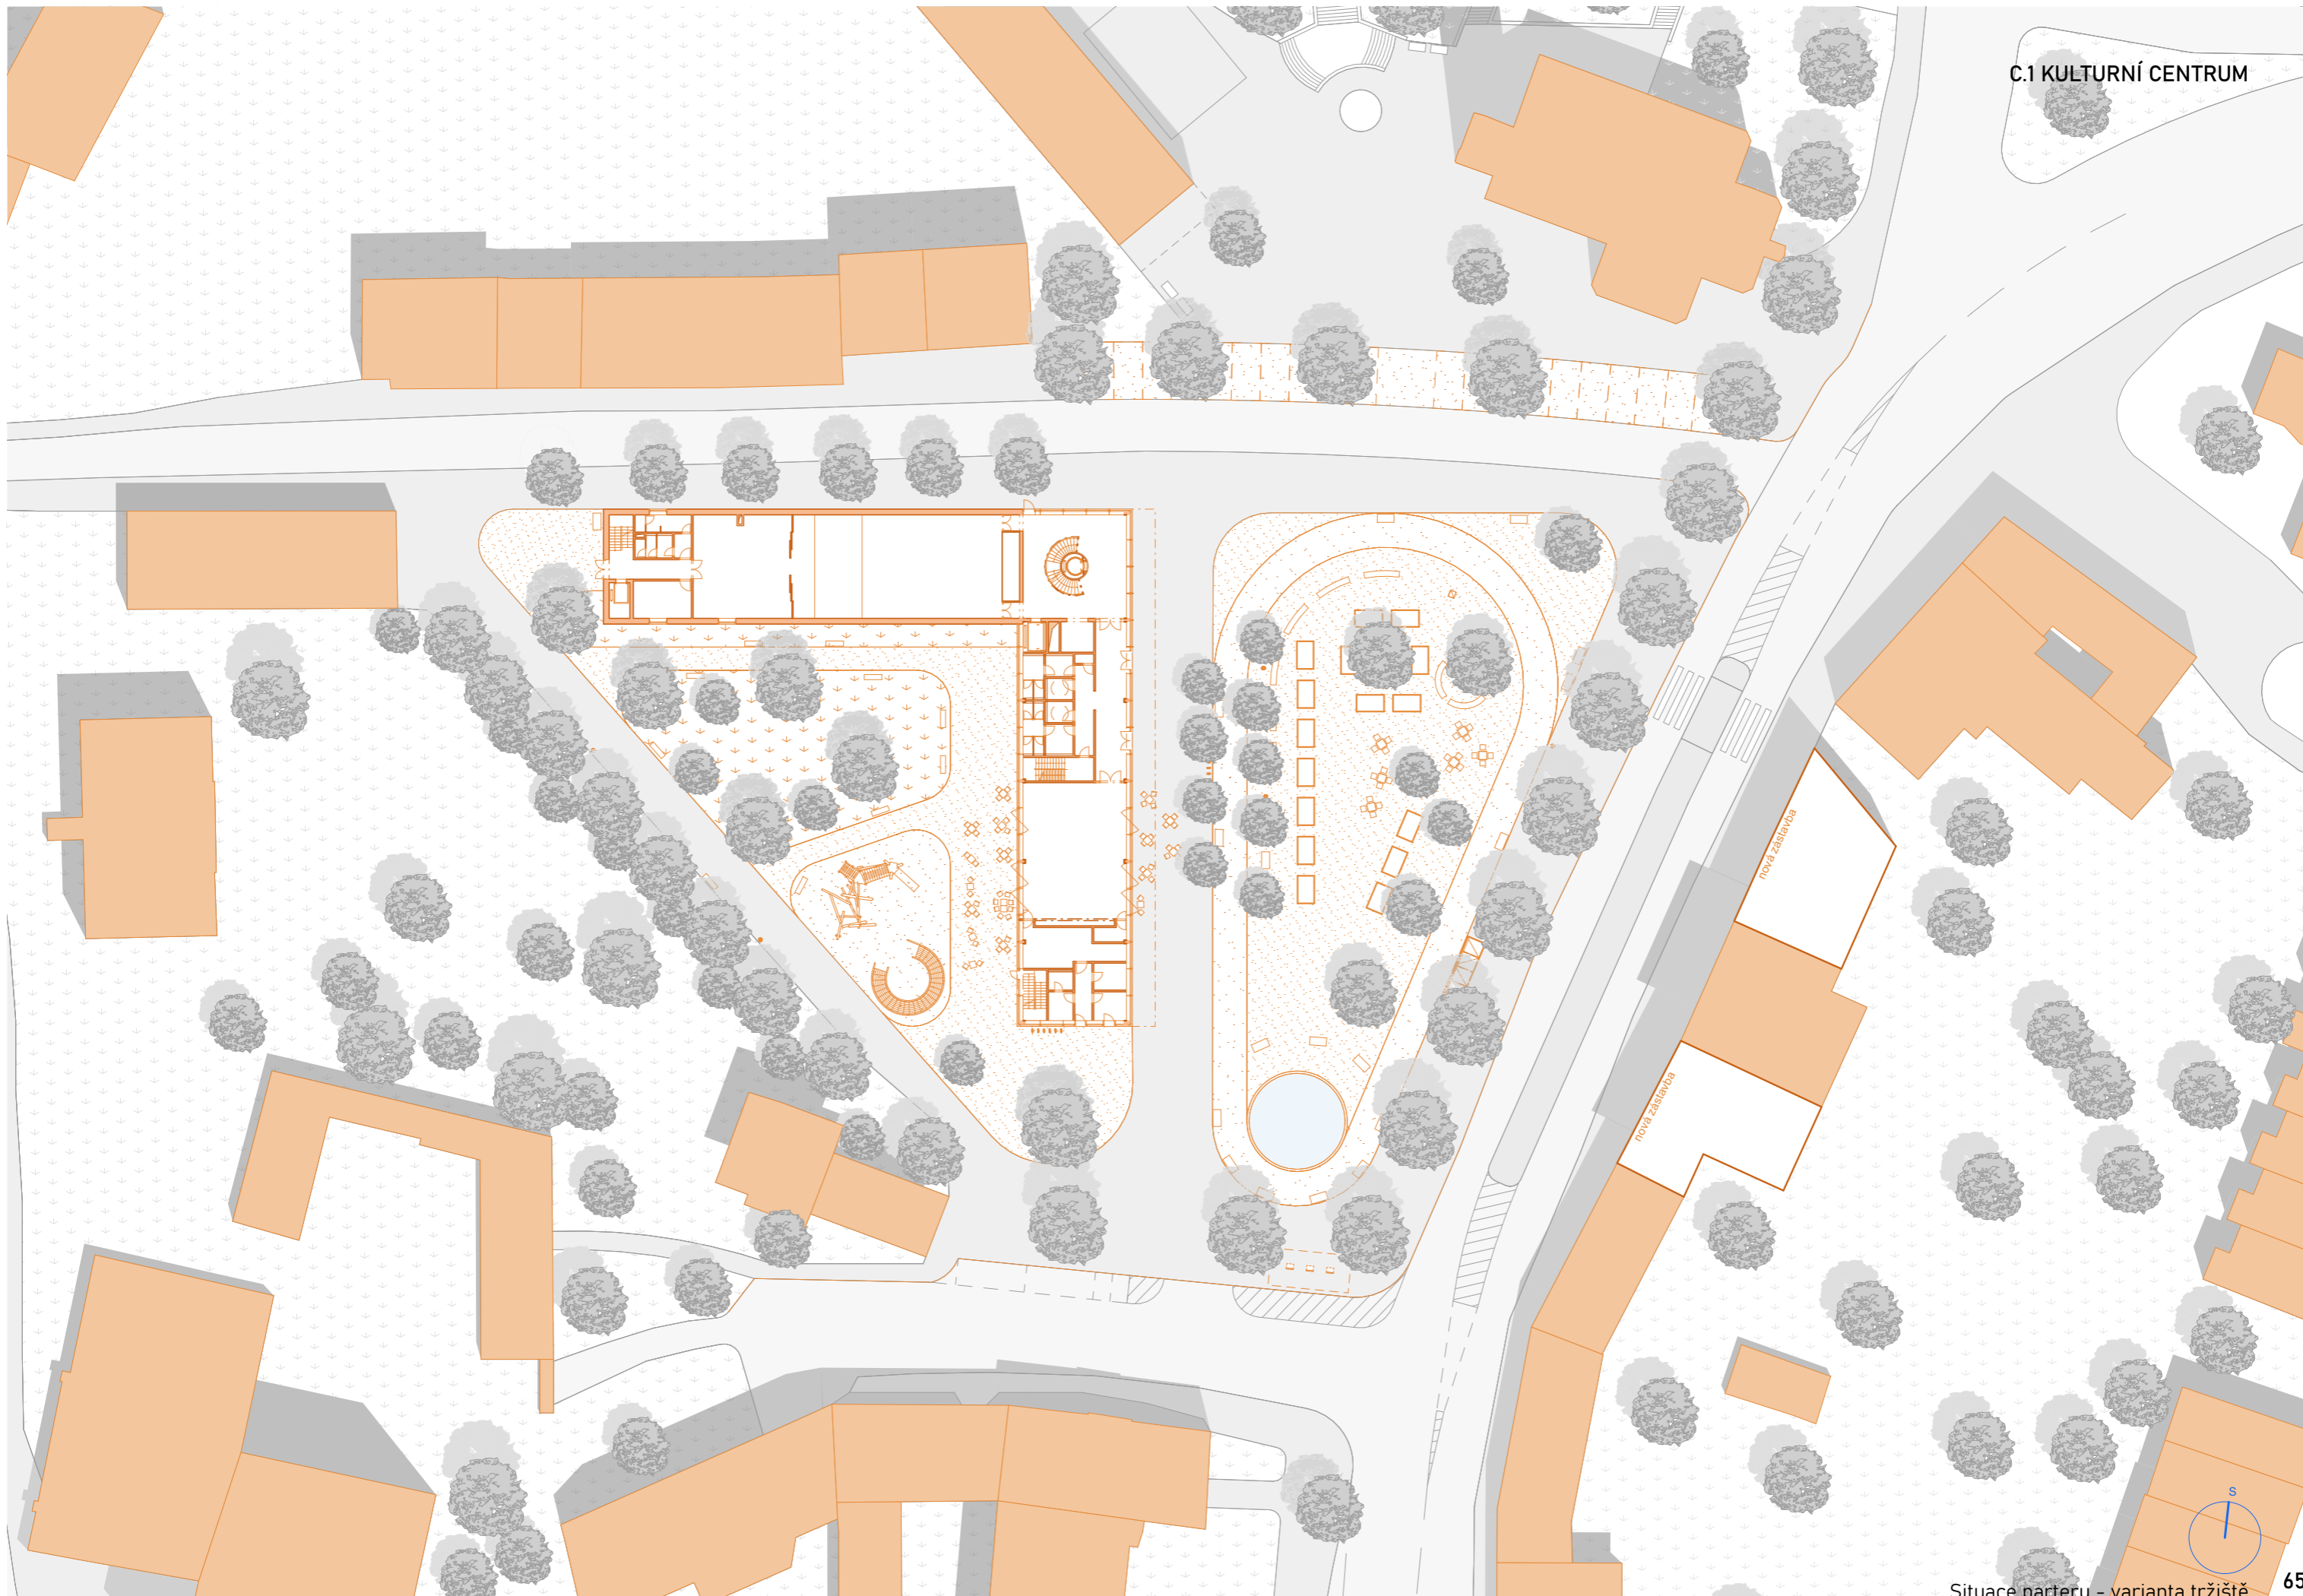 C.1 KULTURNÍ CENTRUM
nová zástavba
nová zástavba
S
65
Situace parteru - varianta tržiště